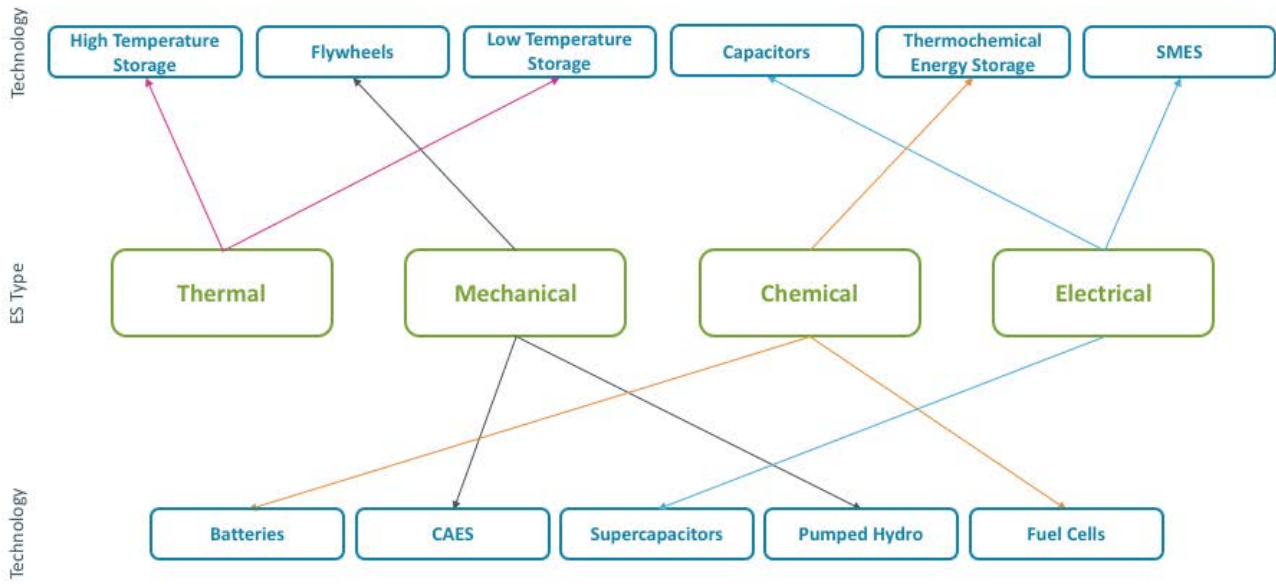 Technology
High Temperature
Storage
Flywheels
Low Temperature
Storage
Capacitors
Thermochemical
Energy Storage
SMES
ES Type
Thermal
Mechanical
Chemical
Electrical
Technology
Batteries
CAES
Supercapacitors
Pumped Hydro
Fuel Cells